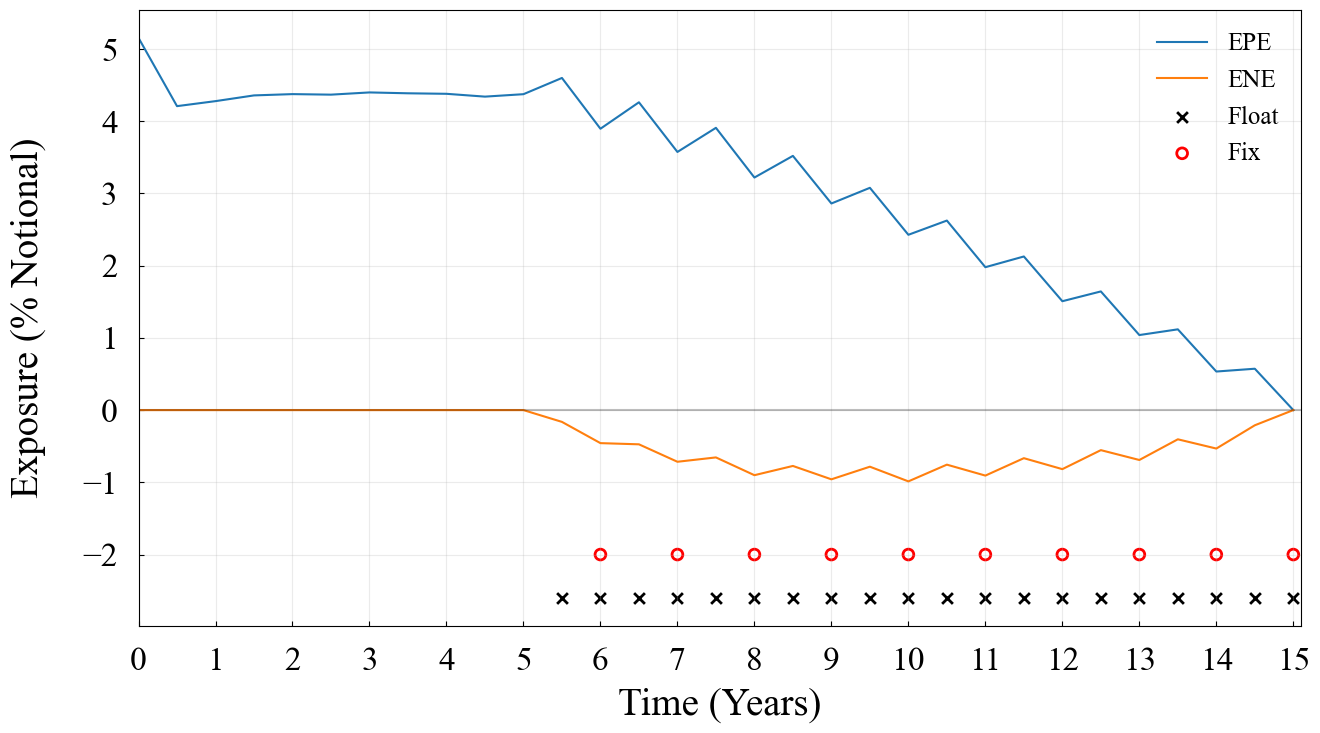 EPE
ENE
Float
Fix
5
4
3
2
1
0
−1
−2
Exposure (% Notional)
0 1 2 3 4 5 6 7 8 9 10 11 12 13 14 15
Time (Years)